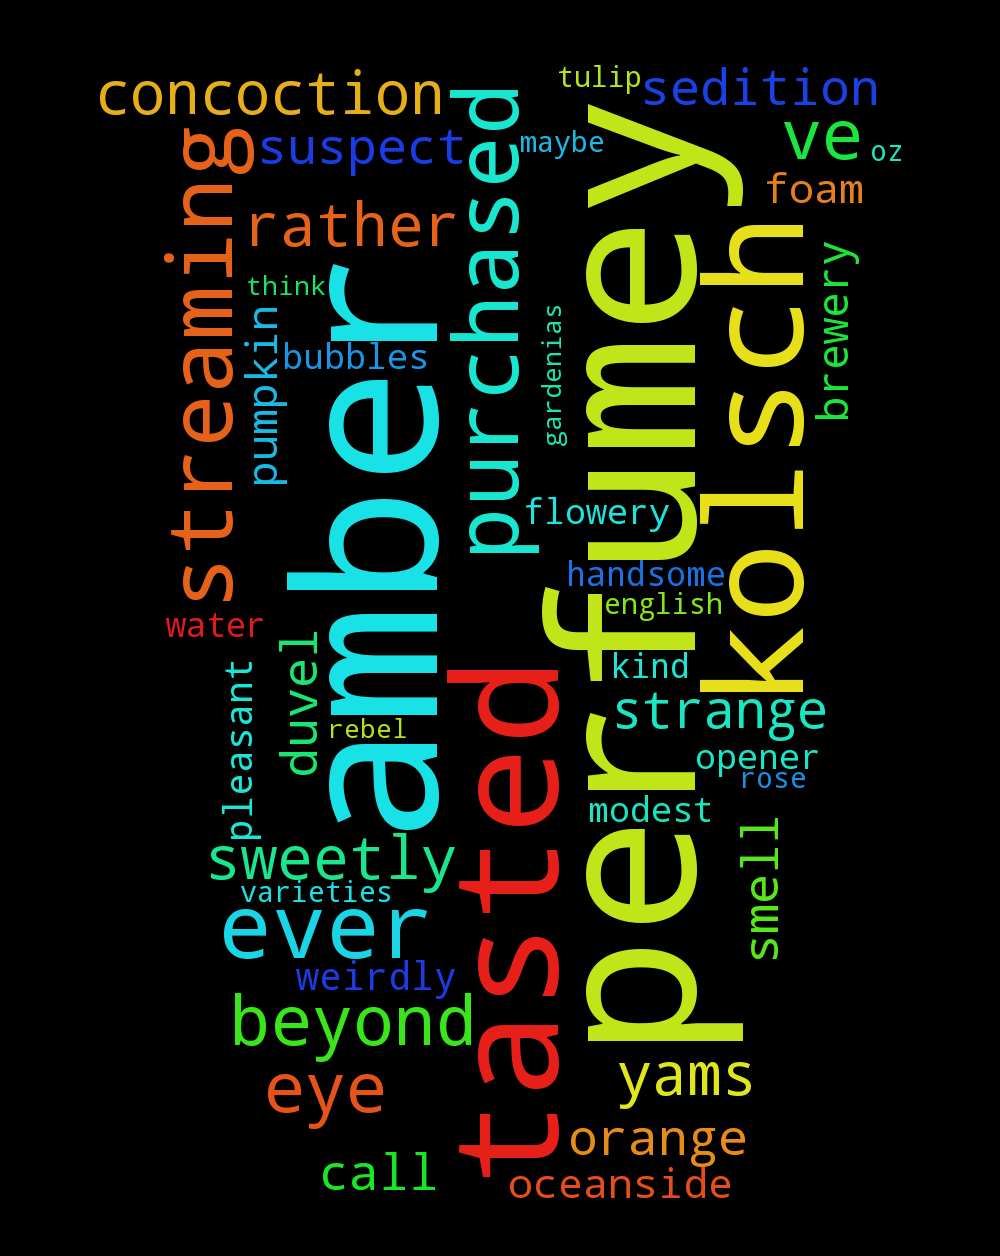 concoction
tulip
sedition
streaming
suspect
purchased
maybe
perfumey
ve
oz
foam
rather
kolsch
brewery
think
amber
pumpkin
bubbles
gardenias
flowery
handsome
english
water
duvel
kind
pleasant
tasted
strange
rebel
opener
rose
modest
smell
sweetly
varieties
ever
weirdly
beyond
yams
eye
orange
call
oceanside